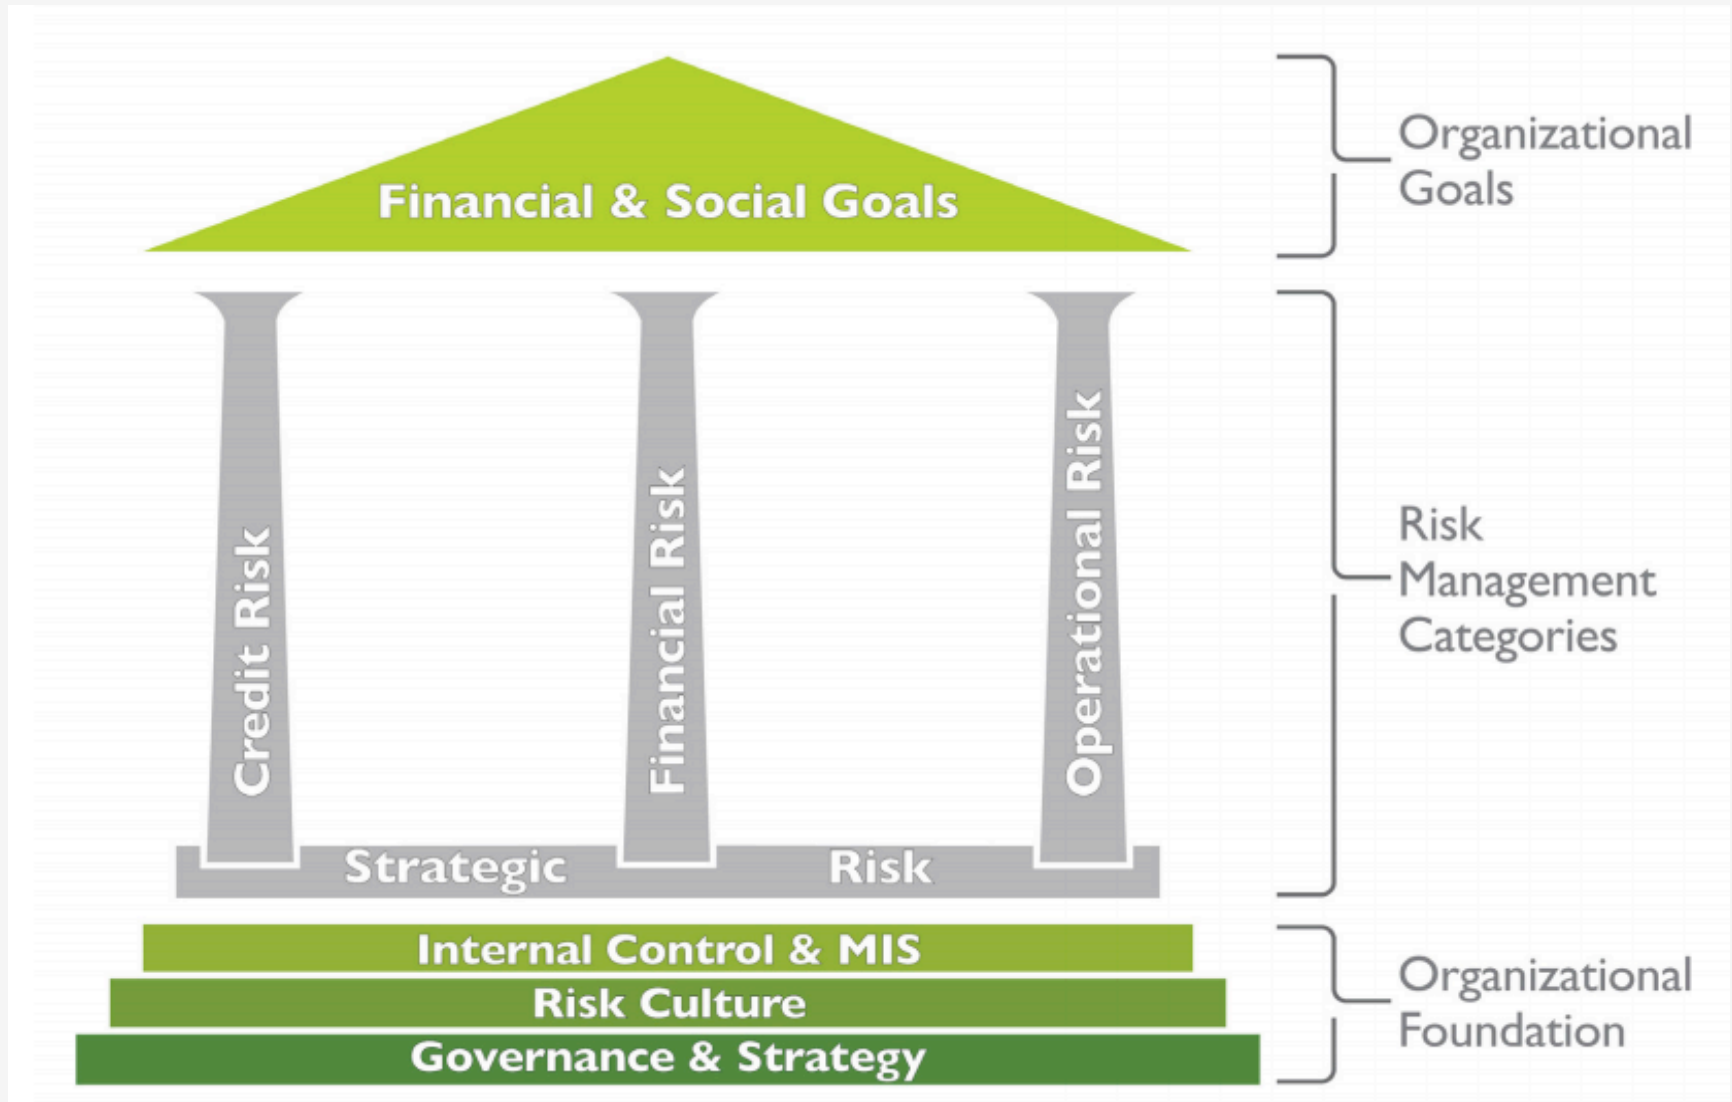 Financial & Social Goals
Organizational
Goals
Credit Risk
Financial Risk
Operational Risk
Risk
Management
Categories
Strategic Risk
Internal Control & MIS
Risk Culture
Governance & Strategy
Organizational
Foundation